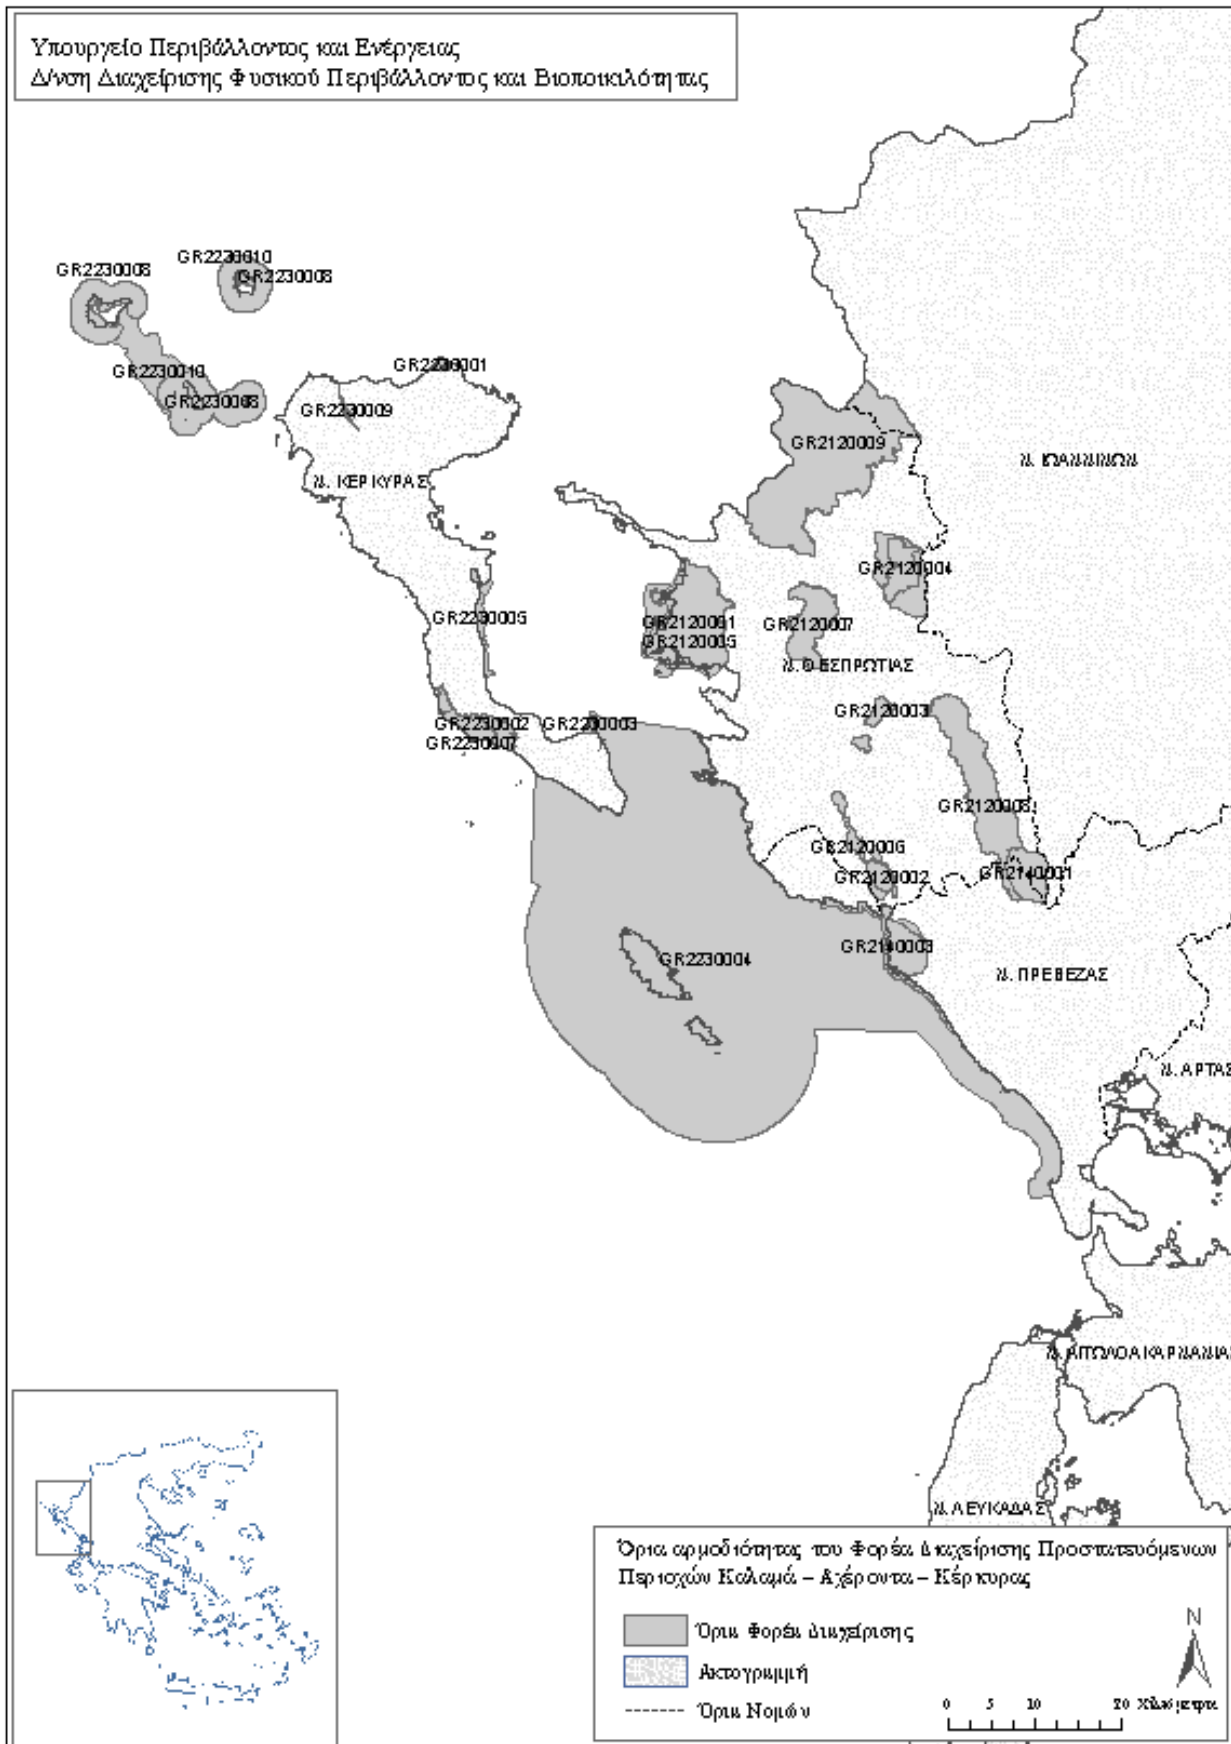 Υπουργείο Περιβάλλοντος και Ενέργειας
Δ/νση Διαχείρισης Φυσικού Περιβάλλοντος και Βιοποικιλότητας
GR2230010
GR2230008
GR2230008
GR2230001
GR2230010
GR2230008
GR2230009
GR2120009
Ν. ΙΩΑΝΝΙΝΩΝ
Ν. ΚΕΡΚΥΡΑΣ
GR2120004
GR2230005
GR2120001
GR2120007
GR2120005
Ν. ΘΕΣΠΡΩΤΙΑΣ
GR2120003
GR2230002
GR2230003
GR2230007
GR2120008
GR2120006
GR2120002
GR2140001
GR2140003
GR2230004
Ν. ΠΡΕΒΕΖΑΣ
Ν. ΑΡΤΑΣ
Ν. ΑΙΤΩΛΟΑΚΑΡΝΑΝΙΑΣ
Ν. ΛΕΥΚΑΔΑΣ
Όρια αρμοδιότητας του Φορέα Διαχείρισης Προστατευόμενων
Περιοχών Καλαμά – Αχέροντα – Κέρκυρας
Όρια Φορέα Διαχείρισης
Ακτογραμμή
Όρια Νομών
N
0 5 10 20 Χιλιόμετρα